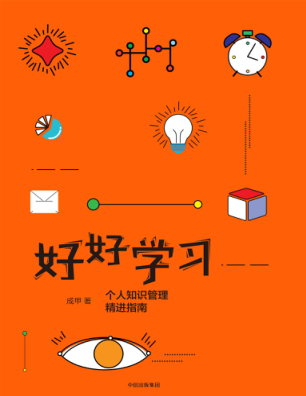 好好学习
个人知识管理
成甲 著
精进指南
中信出版集团